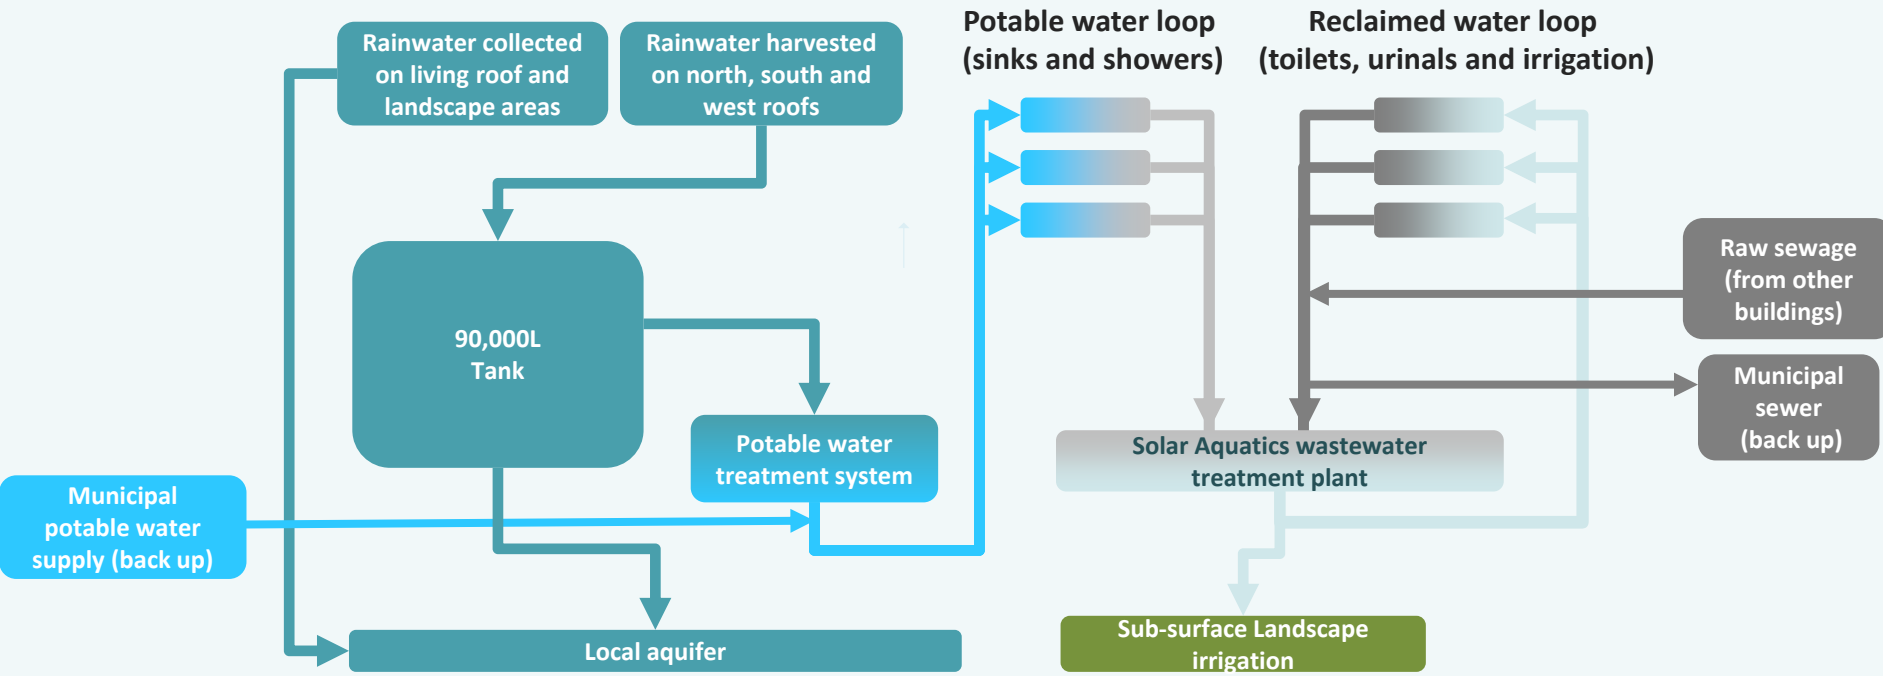 Potable water loop
(sinks and showers)
Reclaimed water loop
(toilets, urinals and irrigation)
Rainwater collected
on living roof and
landscape areas
Rainwater harvested
on north, south and
west roofs
90,000L
Tank
Potable water
treatment system
Municipal
potable water
supply (back up)
Local aquifer
Raw sewage
(from other
buildings)
Municipal
sewer
(back up)
Solar Aquatics wastewater
treatment plant
Sub-surface Landscape
irrigation